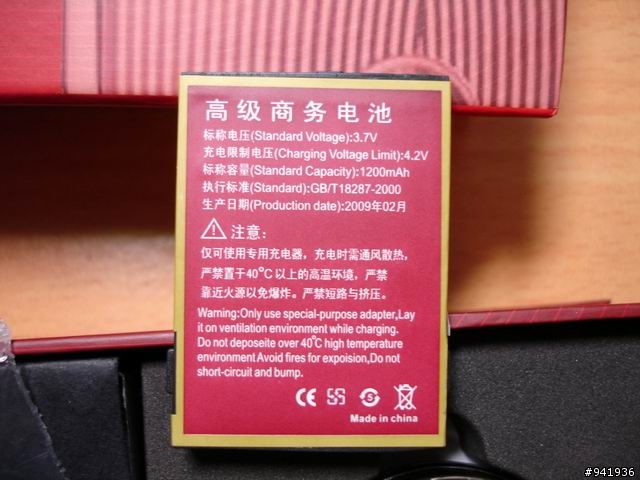 高级商务电池
标称电压(Standard Voltage):3.7V
充电限制电压(Charging Voltage Limit):4.2V
标称容量(Standard Capacity):1200mAh
执行标准(Standard):GB/T18287-2000
生产日期(Production date):2009年02月
注意:
仅可使用专用充电器，充电时需通风散热，
严禁置于40°C以上的高温环境，严禁
靠近火源以免爆炸。严禁短路与挤压。
Warning:Only use special-purpose adapter,Lay
it on ventilation environment while charging.
Do not deposeite over 40℃ high temperature
environment Avoid fires for expoision,Do not
short-circuit and bump.
CE
Made in china
#941936